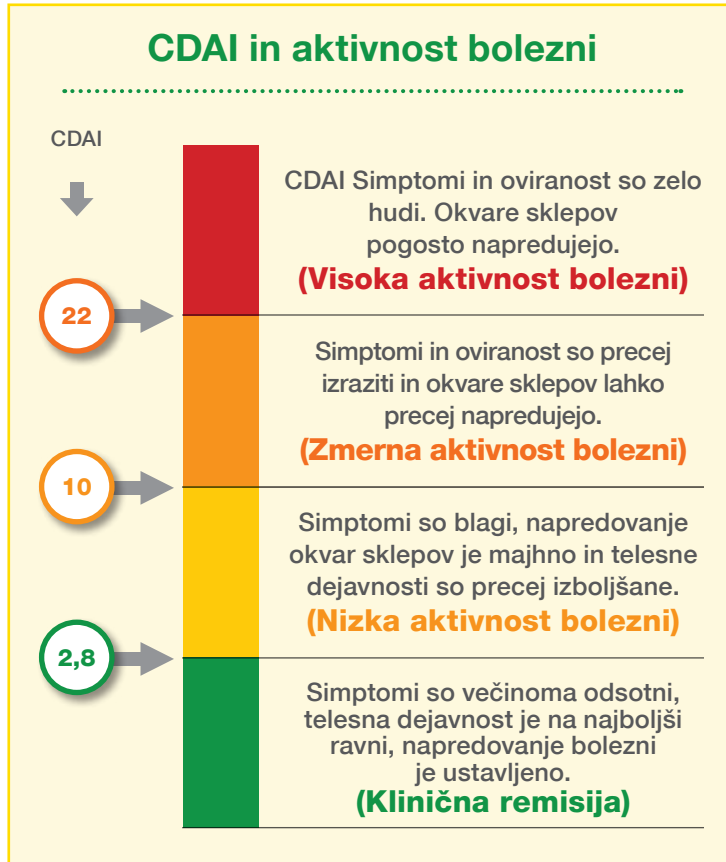 CDAI in aktivnost bolezni
CDAI
CDAI Simptomi in oviranost so zelo
hudi. Okvare sklepov
pogosto napredujejo.
(Visoka aktivnost bolezni)
22
Simptomi in oviranost so precej
izraziti in okvare sklepov lahko
precej napredujejo.
(Zmerna aktivnost bolezni)
10
Simptomi so blagi, napredovanje
okvar sklepov je majhno in telesne
dejavnosti so precej izboljšane.
(Nizka aktivnost bolezni)
2,8
Simptomi so večinoma odsotni,
telesna dejavnost je na najboljši
ravni, napredovanje bolezni
je ustavljeno.
(Klinična remisija)